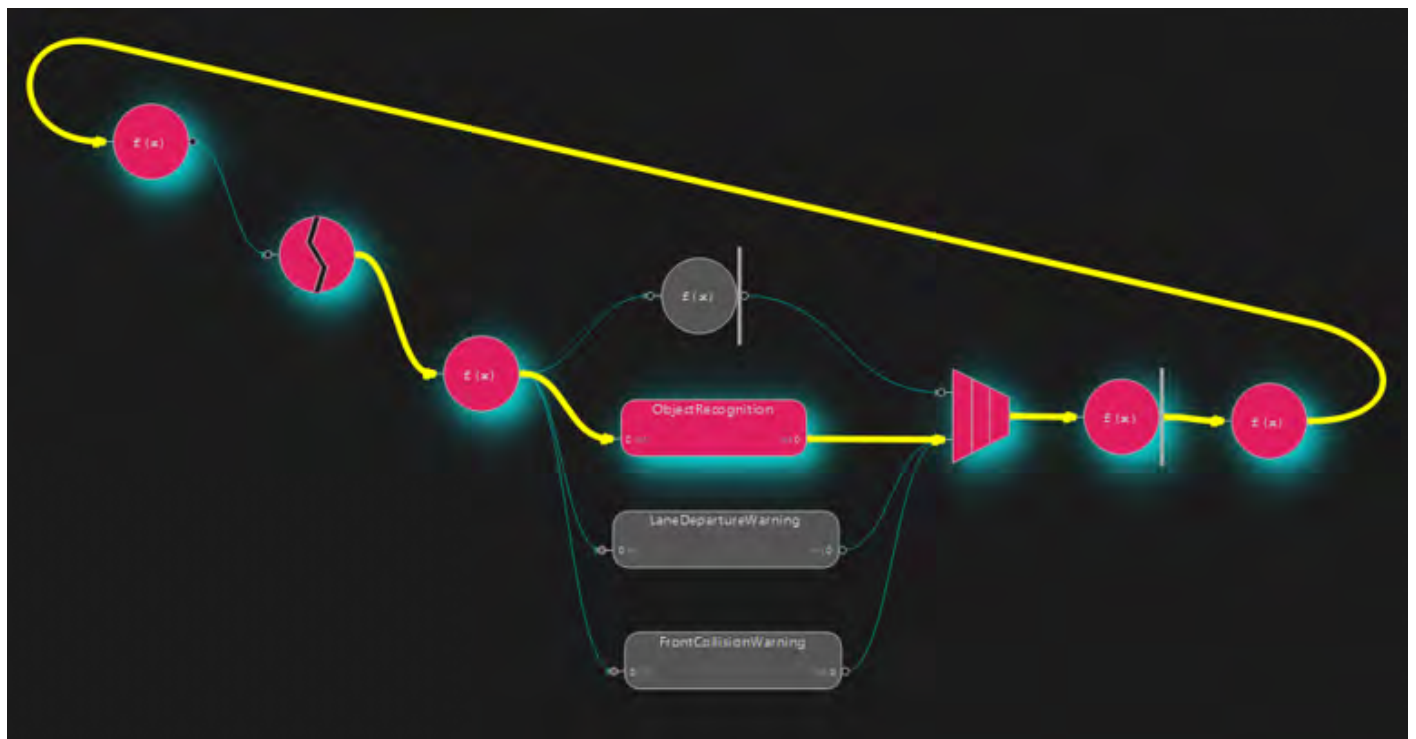 f(x)
f(x)
f(x)
ObjectRecognition
f(x)
f(x)
LaneDepartureWarning
FrontCollisionWarning